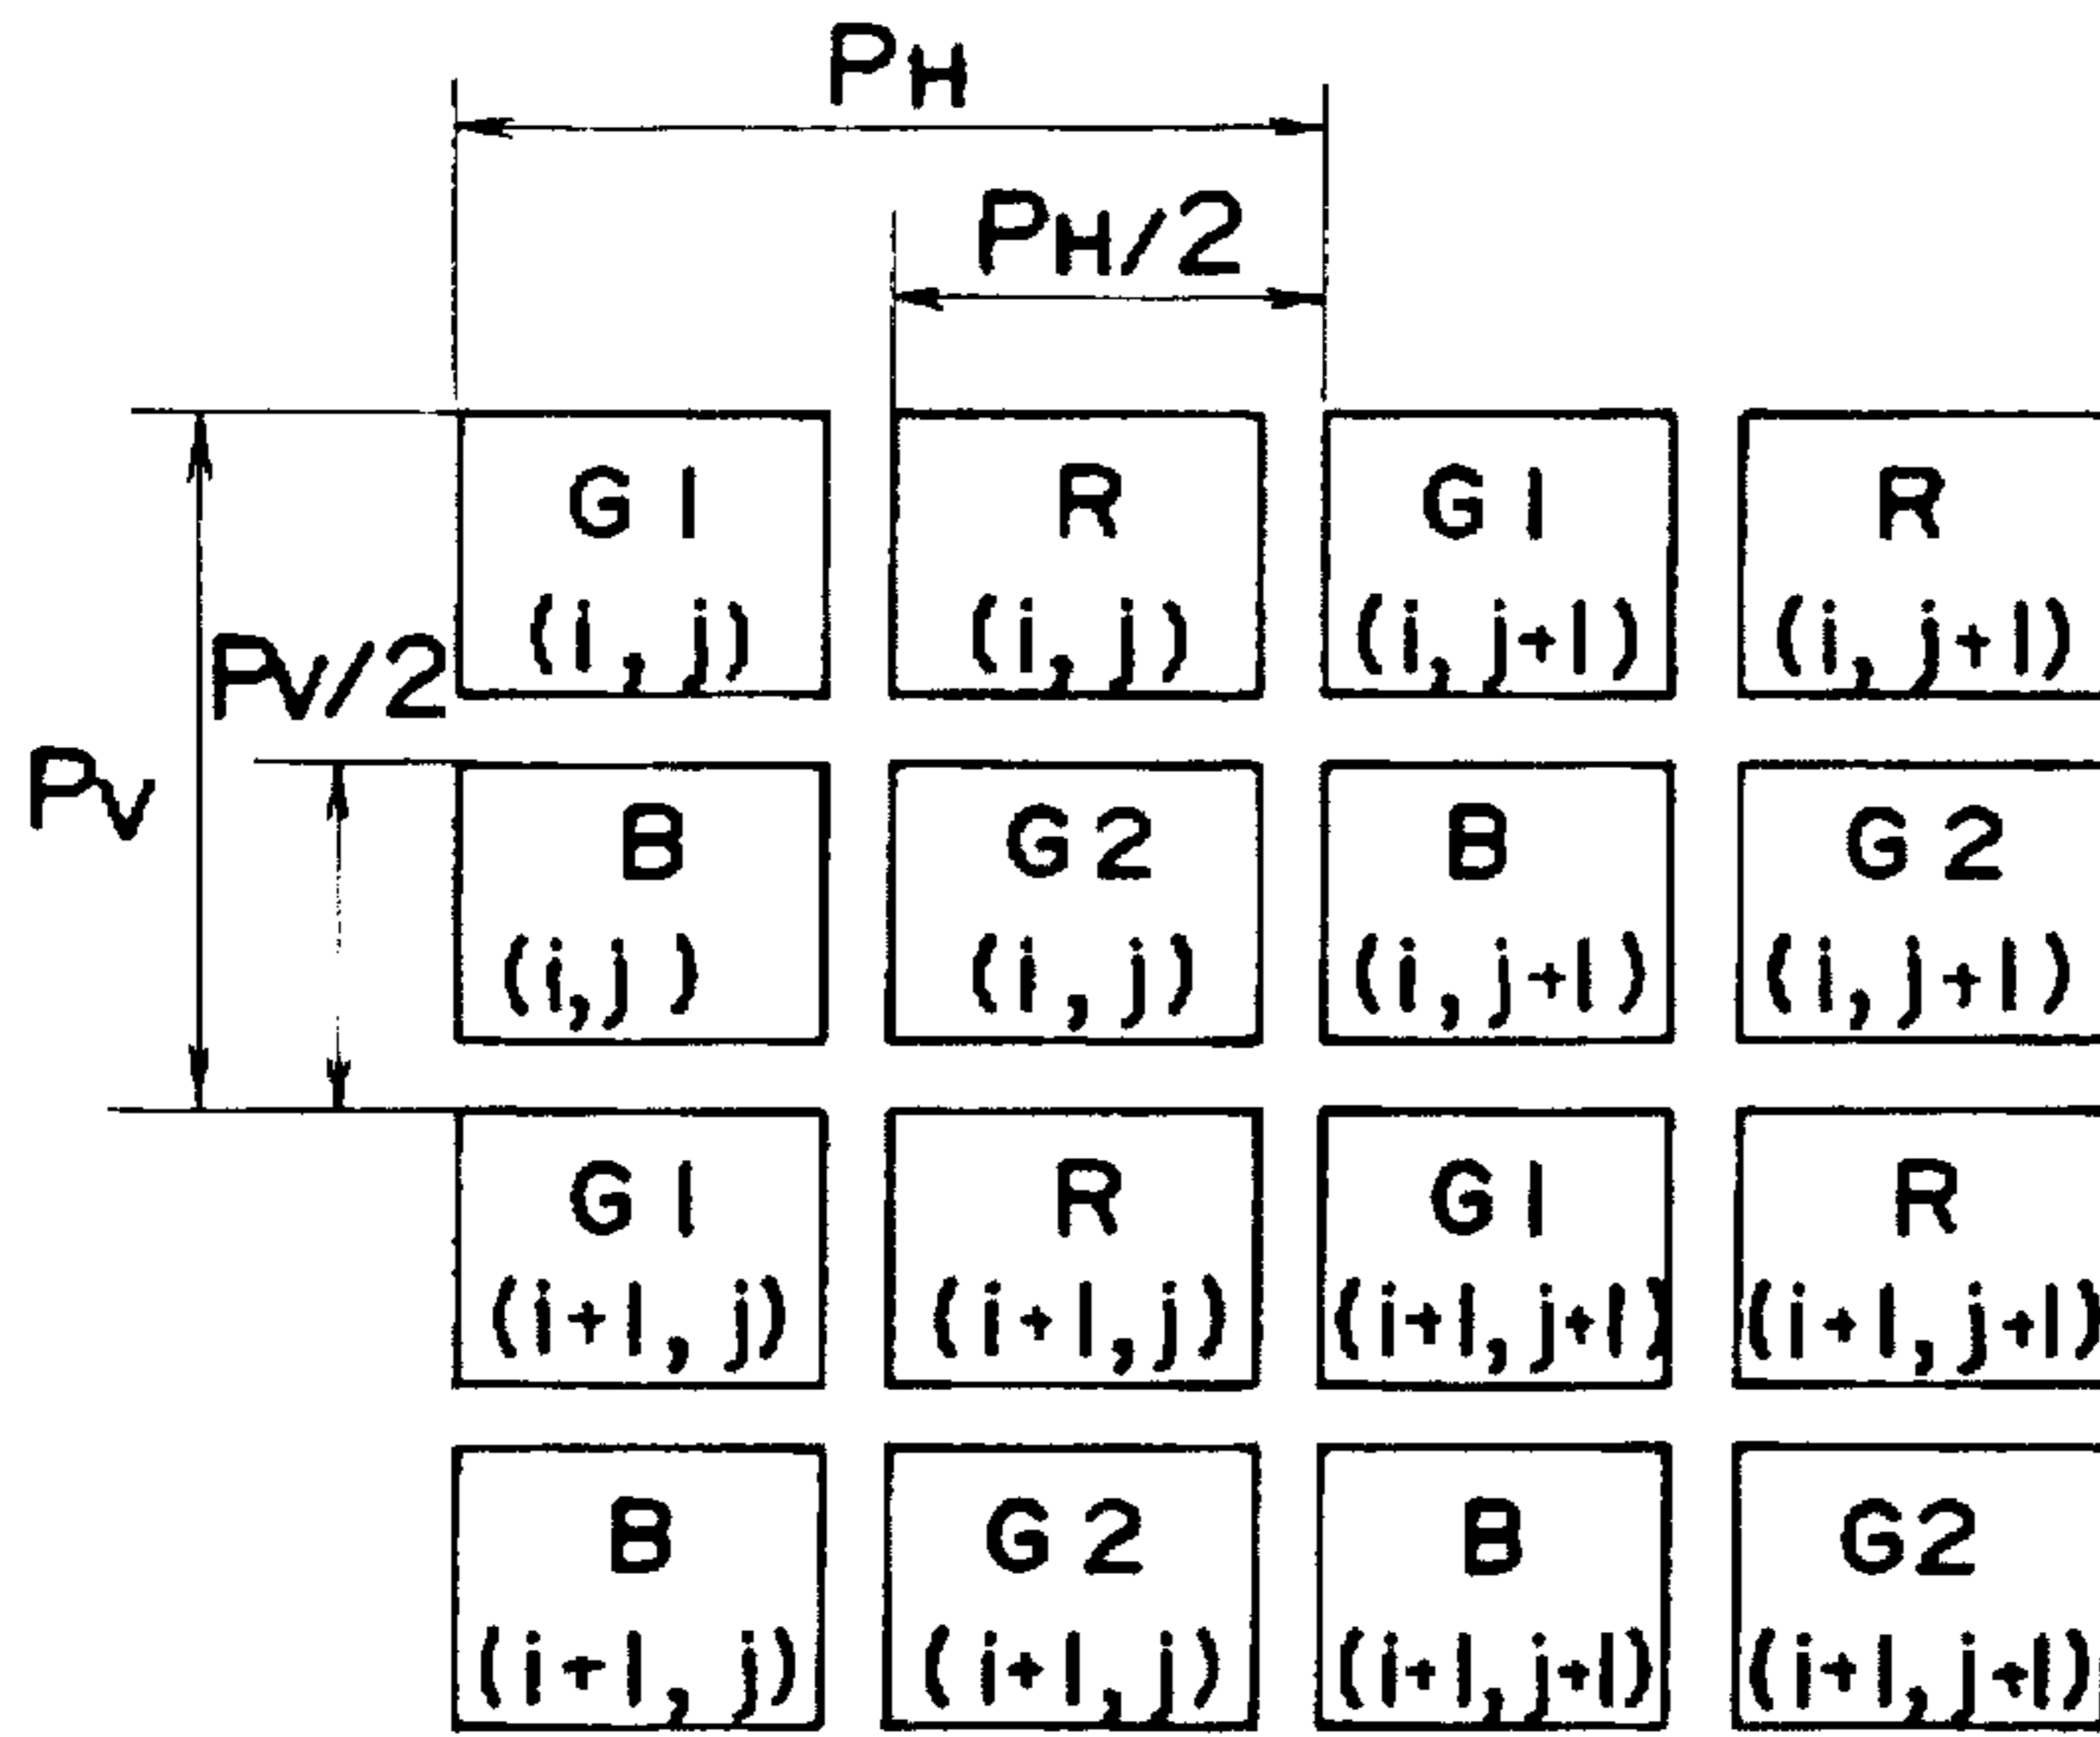 PH
PH/2
G1 R G1 R
(i, j) (i, j) (i, j+1) (i, j+1)
PV/2
PV
B G2 B G2
(i,j) (i, j) (i, j+1) (i, j+1)
G1 R G1 R
(i+1, j) (i+1, j) (i+1, j+1) (i+1, j+1)
B G2 B G2
(i+1, j) (i+1, j) (i+1, j+1) (i+1, j+1)